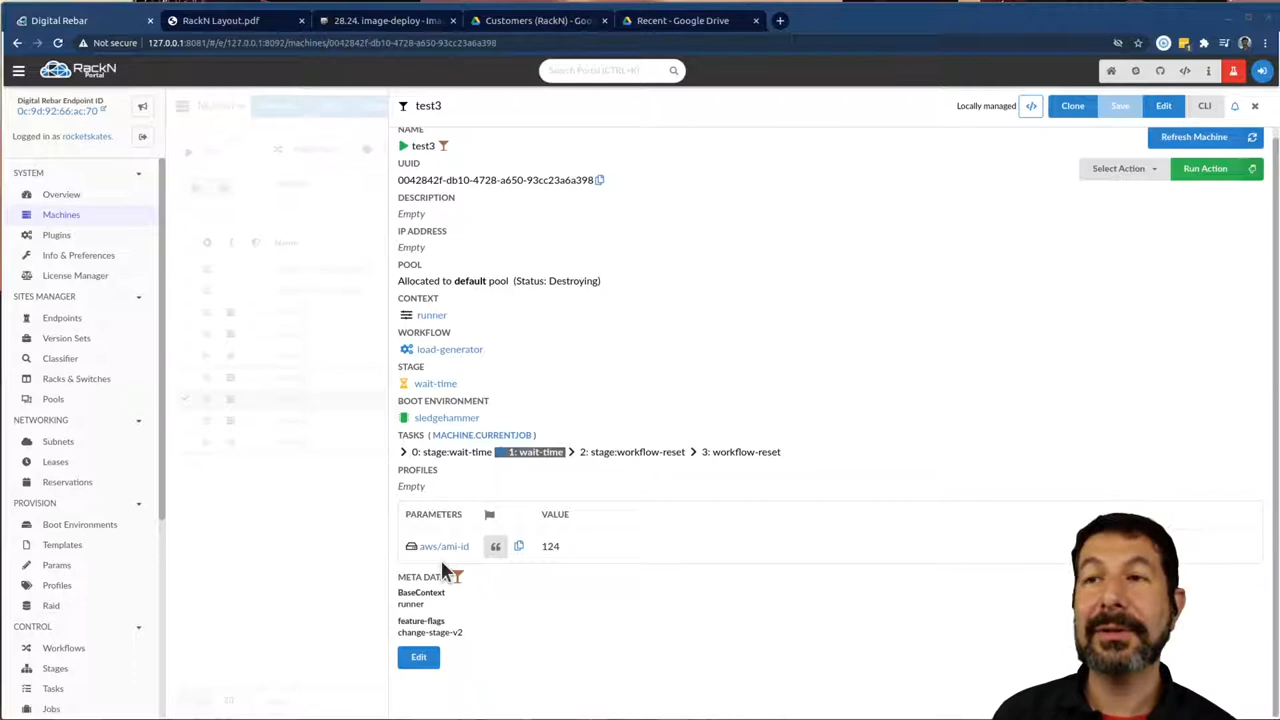 Digital Rebar
RackN Layout.pdf
28.24. image-deploy - Ima
Customers (RackN) - Goo
Recent - Google Drive
Not secure
127.0.0.1:8081/#/e/127.0.0.1:8092/machines/0042842f-db10-4728-a650-93cc23a6a398
RackN Portal
Search Portal (CTRL+K)
Digital Rebar Endpoint ID
0c:9d:92:66:ac:70
Logged in as rocketskates.
SYSTEM
Overview
Machines
Plugins
Info & Preferences
License Manager
SITES MANAGER
Endpoints
Version Sets
Classifier
Racks & Switches
Pools
NETWORKING
Subnets
Leases
Reservations
PROVISION
Boot Environments
Templates
Params
Profiles
Raid
CONTROL
Workflows
Stages
Tasks
Jobs
Name
test3
Locally managed
Clone
Save
Edit
CLI
Refresh Machine
Select Action
Run Action
NAME
test3
UUID
0042842f-db10-4728-a650-93cc23a6a398
DESCRIPTION
Empty
IP ADDRESS
Empty
POOL
Allocated to default pool (Status: Destroying)
CONTEXT
runner
WORKFLOW
load-generator
STAGE
wait-time
BOOT ENVIRONMENT
sledgehammer
TASKS ( MACHINE.CURRENTJOB )
0: stage:wait-time 1: wait-time 2: stage:workflow-reset 3: workflow-reset
PROFILES
Empty
PARAMETERS VALUE
aws/ami-id 124
META DATA
BaseContext
runner
feature-flags
change-stage-v2
Edit